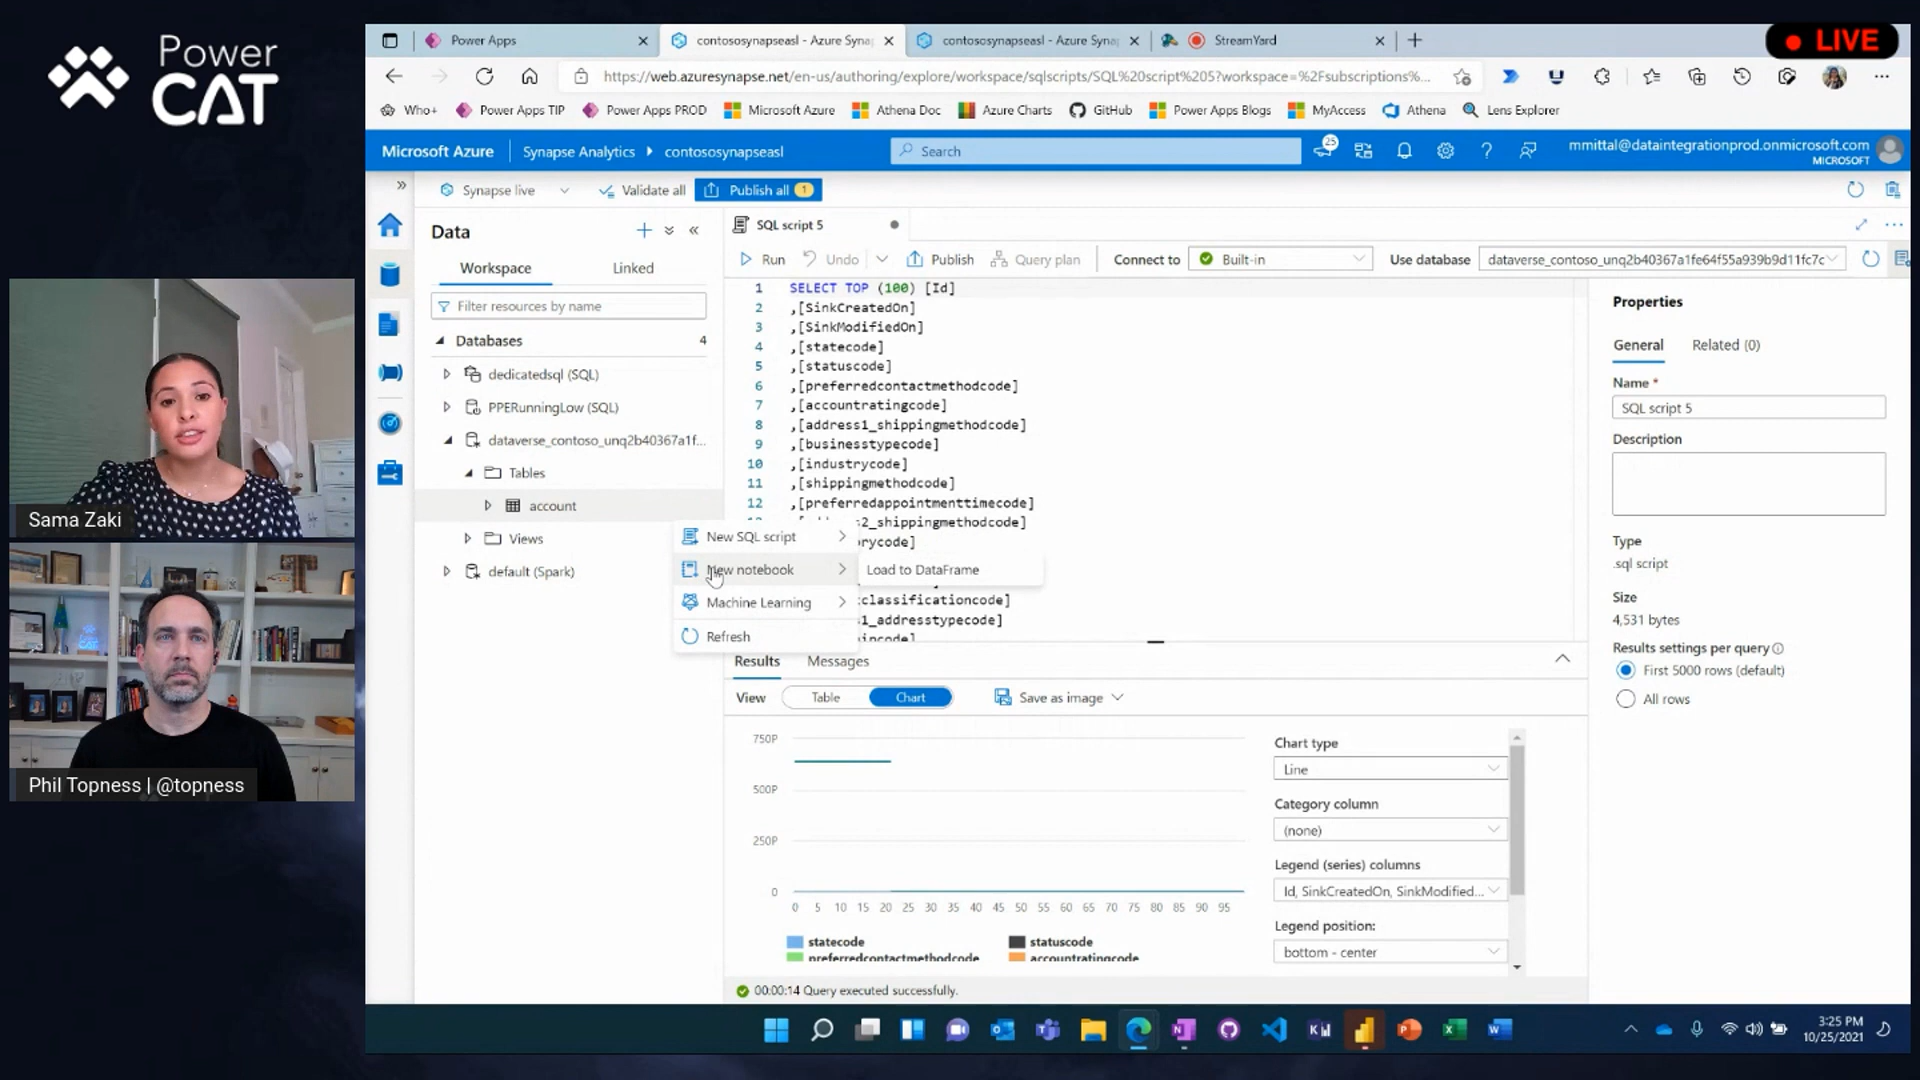 Power
CAT
Power Apps
contososynapseasl - Azure Syna
contososynapseasl - Azure Syna
StreamYard
LIVE
https://web.azuresynapse.net/en-us/authoring/explore/workspace/sqlscripts/SQL%20script%205?workspace=%2Fsubscriptions%...
Who+
Power Apps TIP
Power Apps PROD
Microsoft Azure
Athena Doc
Azure Charts
GitHub
Power Apps Blogs
MyAccess
Athena
Lens Explorer
Microsoft Azure
Synapse Analytics
contososynapseasl
Search
25
mmittal@dataintegrationprod.onmicrosoft.com
MICROSOFT
Synapse live
Validate all
Publish all 1
Data
Workspace
Linked
Filter resources by name
Databases 4
dedicatedsql (SQL)
PPERunningLow (SQL)
dataverse_contoso_unq2b40367a1f...
Tables
account
Views
default (Spark)
SQL script 5
Run
Undo
Publish
Query plan
Connect to
Built-in
Use database
dataverse_contoso_unq2b40367a1fe64f55a939b9d11fc7c
1 SELECT TOP (100) [Id]
2 ,[SinkCreatedOn]
3 ,[SinkModifiedOn]
4 ,[statecode]
5 ,[statuscode]
6 ,[preferredcontactmethodcode]
7 ,[accountratingcode]
8 ,[address1_shippingmethodcode]
9 ,[businesstypecode]
10 ,[industrycode]
11 ,[shippingmethodcode]
12 ,[preferredappointmenttimecode]
s2_shippingmethodcode]
rycode]
classificationcode]
s1_addresstypecode]
New SQL script
New notebook
Load to DataFrame
Machine Learning
Refresh
Results
Messages
View
Table
Chart
Save as image
750P
500P
250P
0
0 5 10 15 20 25 30 35 40 45 50 55 60 65 70 75 80 85 90 95
statecode
statuscode
preferredcontactmethodcode
accountratingcode
Chart type
Line
Category column
(none)
Legend (series) columns
Id, SinkCreatedOn, SinkModified...
Legend position:
bottom - center
00:00:14 Query executed successfully.
Properties
General
Related (0)
Name *
SQL script 5
Description
Type
.sql script
Size
4,531 bytes
Results settings per query
First 5000 rows (default)
All rows
Sama Zaki
Phil Topness | @topness
3:25 PM
10/25/2021